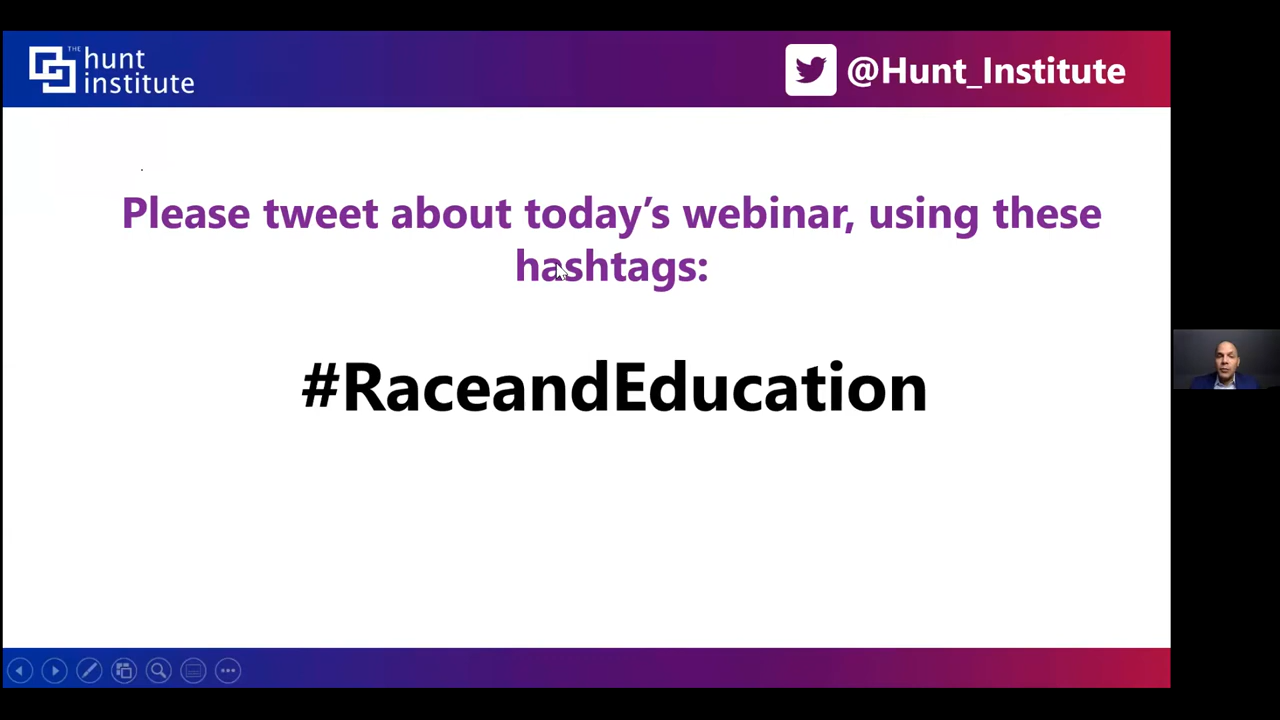 THE
hunt
institute
@Hunt_Institute
Please tweet about today’s webinar, using these
hashtags:
#RaceandEducation